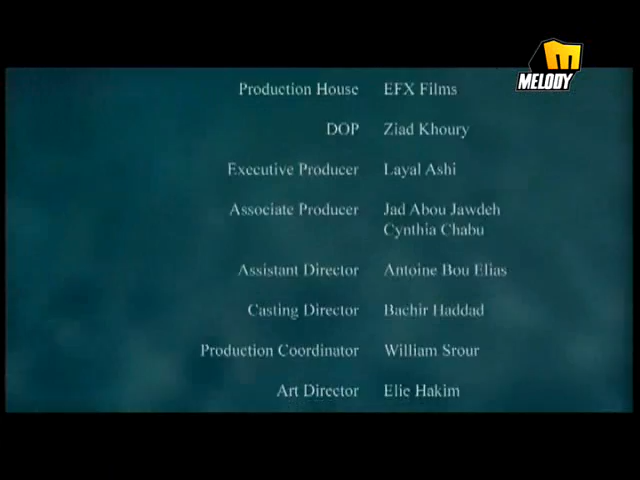 MELODY
Production House EFX Films
DOP Ziad Khoury
Executive Producer Layal Ashi
Associate Producer Jad Abou Jawdeh
Cynthia Chabu
Assistant Director Antoine Bou Elias
Casting Director Bachir Haddad
Production Coordinator William Srour
Art Director Elie Hakim